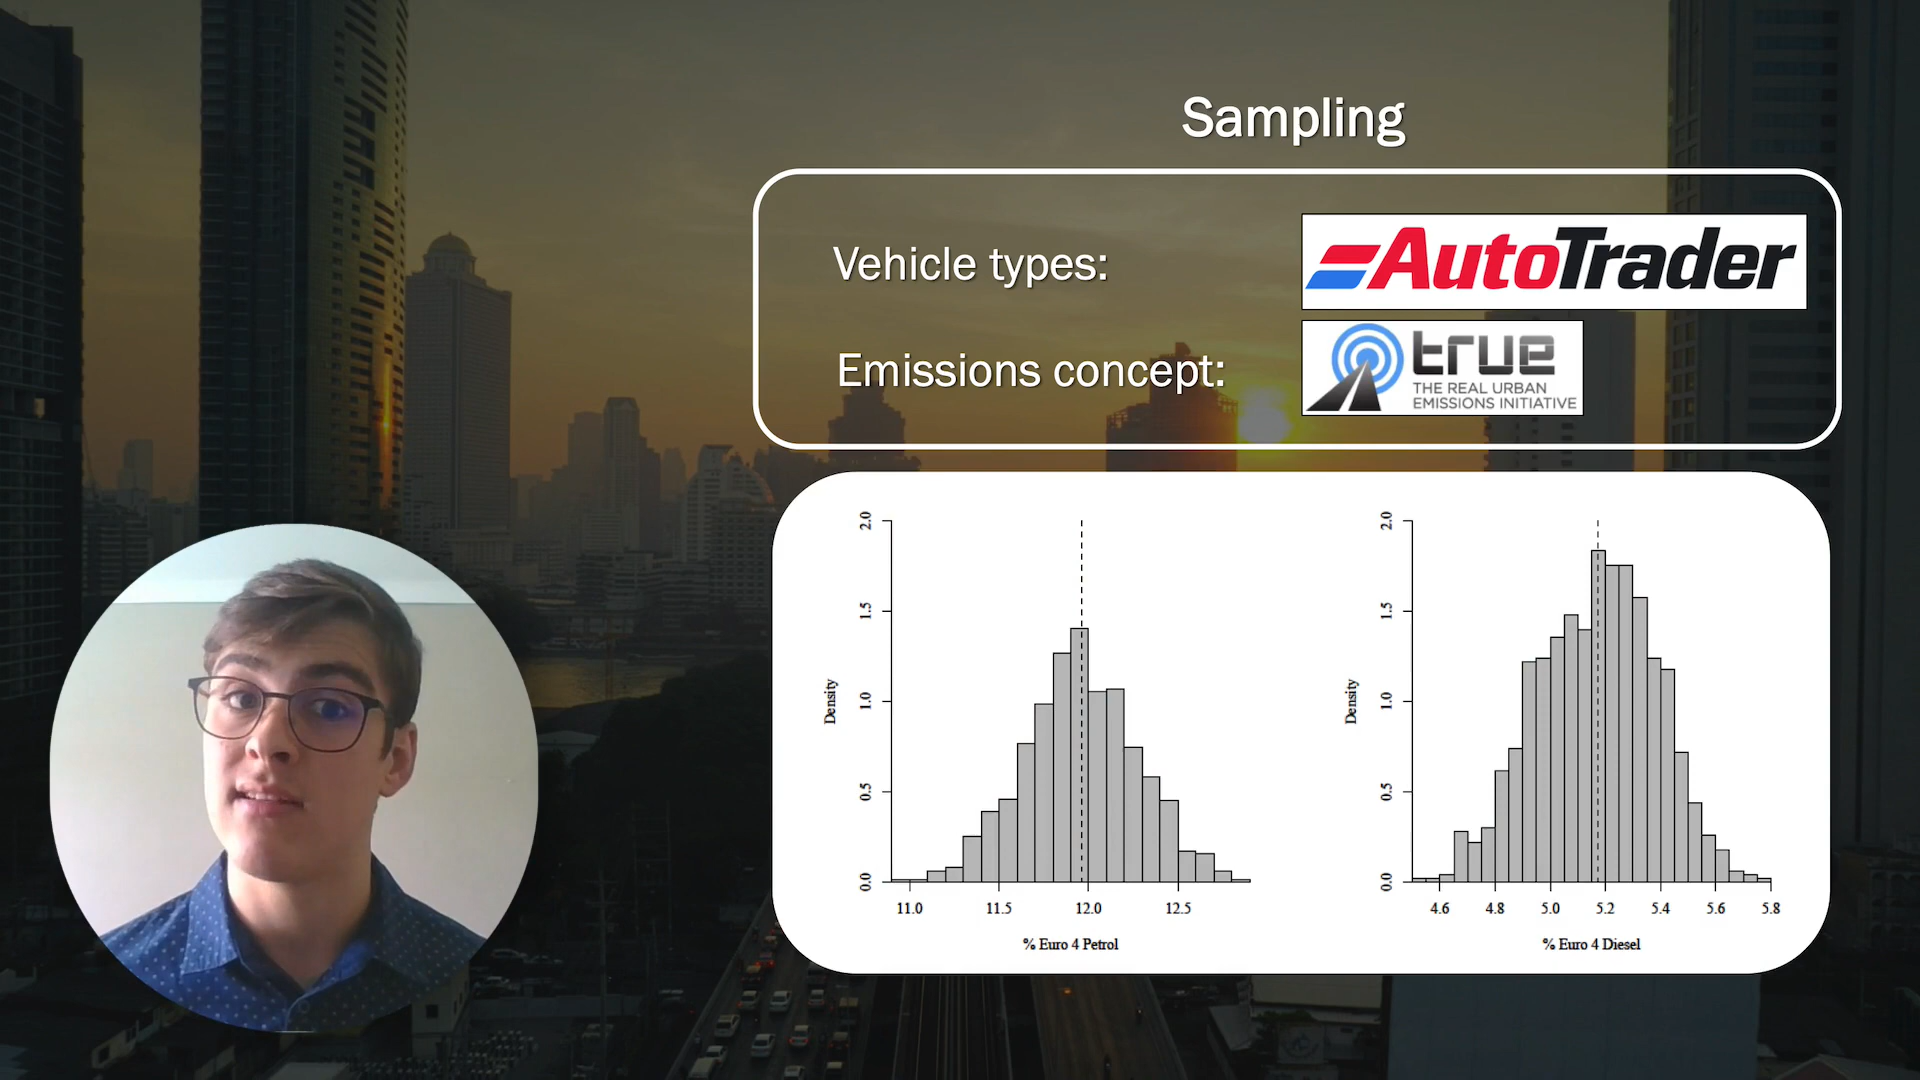 Sampling
Vehicle types:
AutoTrader
Emissions concept:
true
THE REAL URBAN
EMISSIONS INITIATIVE
2.0
1.5
1.0
0.5
0.0
Density
11.0 11.5 12.0 12.5
% Euro 4 Petrol
2.0
1.5
1.0
0.5
0.0
Density
4.6 4.8 5.0 5.2 5.4 5.6 5.8
% Euro 4 Diesel